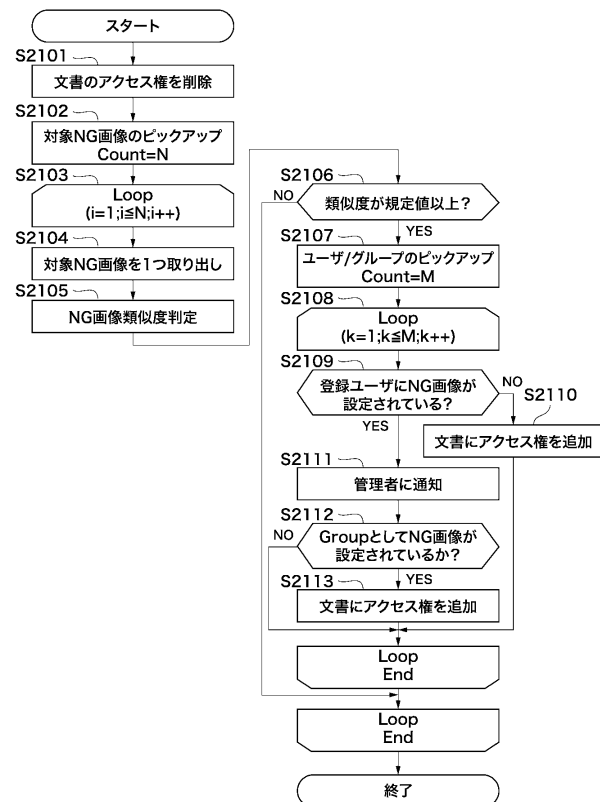 スタート
S2101
文書のアクセス権を削除
S2102
対象NG画像のピックアップ
Count=N
S2103
Loop
(i=1;i≦N;i++)
S2104
対象NG画像を1つ取り出し
S2105
NG画像類似度判定
S2106
NO
類似度が規定値以上?
YES
S2107
ユーザ/グループのピックアップ
Count=M
S2108
Loop
(k=1;k≦M;k++)
S2109
登録ユーザにNG画像が
設定されている?
NO
S2110
YES
文書にアクセス権を追加
S2111
管理者に通知
S2112
NO
GroupとしてNG画像が
設定されているか?
YES
S2113
文書にアクセス権を追加
Loop
End
Loop
End
終了